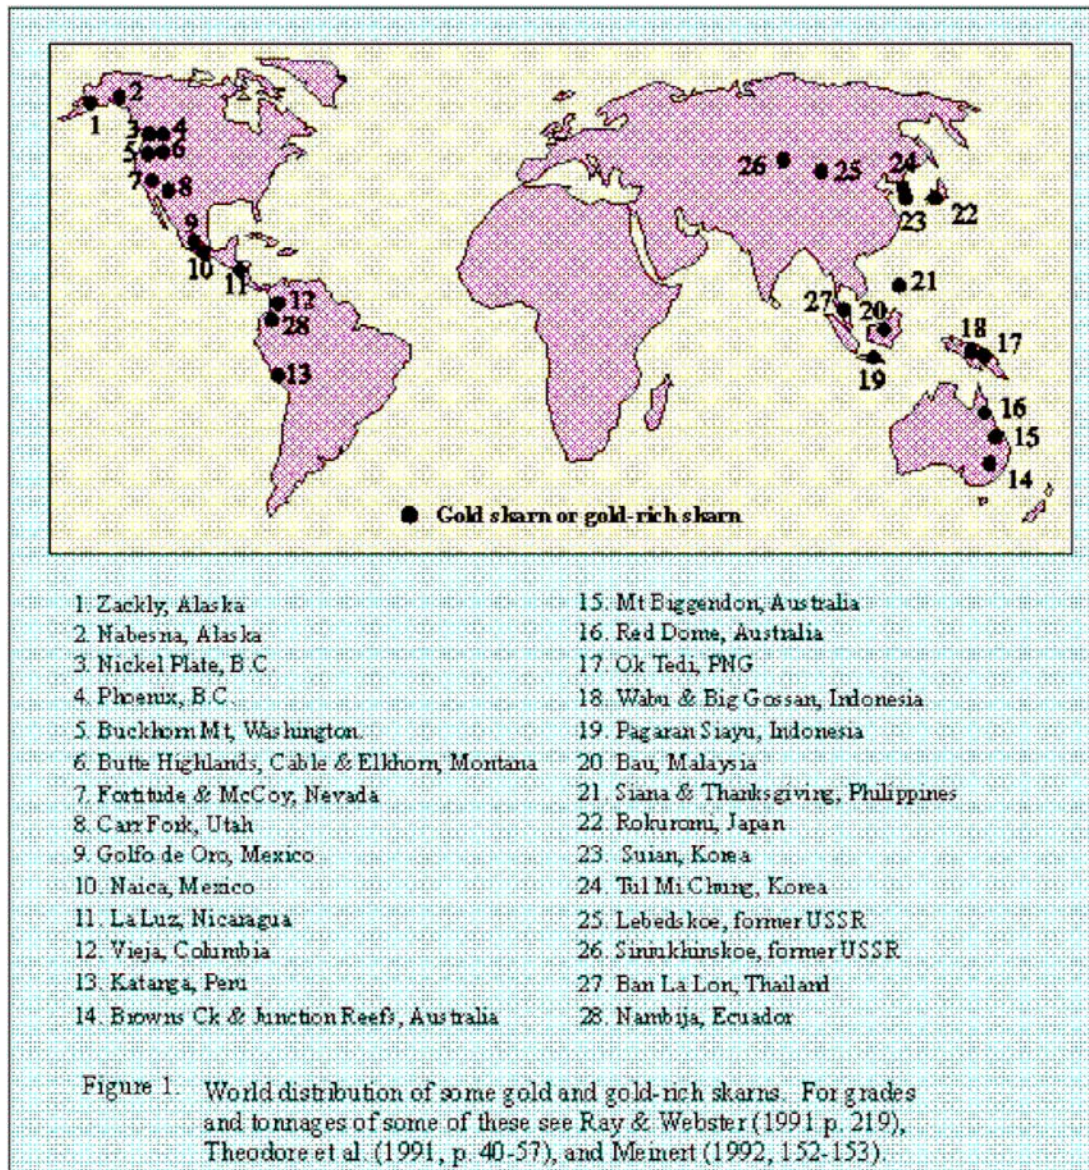 1
2
3
4
5
6
7
8
9
10
11
12
28
13
26
25
24
23
22
21
27
20
19
18
17
16
15
14
Gold skarn or gold-rich skarn
1. Zackly, Alaska
2. Nabesna, Alaska
3. Nickel Plate, B.C.
4. Phoenix, B.C.
5. Buckhorn Mt, Washington.
6. Butte Highlands, Cable & Elkhorn, Montana
7. Fortitude & McCoy, Nevada
8. Carr Fork, Utah
9. Golfo de Oro, Mexico
10. Naica, Mexico
11. La Luz, Nicaragua
12. Vieja, Columbia
13. Katanga, Peru
14. Browns Ck & Junction Reefs, Australia
15. Mt Biggendon, Australia
16. Red Dome, Australia
17. Ok Tedi, PNG
18. Wabu & Big Gossan, Indonesia
19. Pagaran Siayu, Indonesia
20. Bau, Malaysia
21. Siana & Thanksgiving, Philippines
22. Rokuromi, Japan
23. Suian, Korea
24. Tul Mi Chung, Korea
25. Lebedskoe, former USSR
26. Siniukhinskoe, former USSR
27. Ban La Lon, Thailand
28. Nambija, Ecuador
Figure 1. World distribution of some gold and gold-rich skarns. For grades
and tonnages of some of these see Ray & Webster (1991 p. 219),
Theodore et al. (1991, p. 40-57), and Meinert (1992, 152-153).